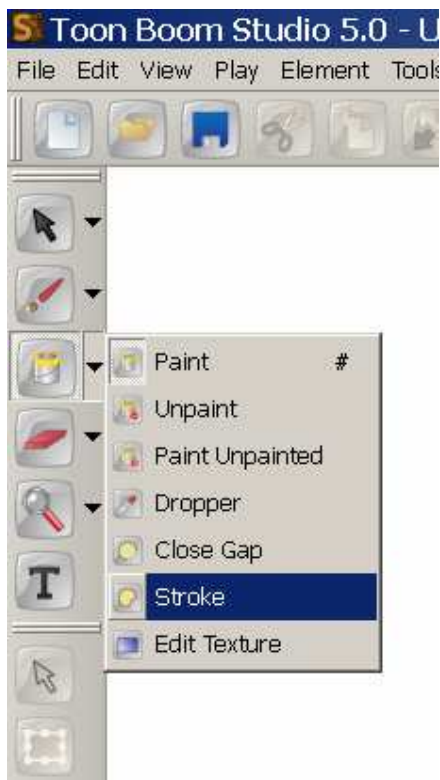 Toon Boom Studio 5.0 - U
File Edit View Play Element Tools
Paint #
Unpaint
Paint Unpainted
Dropper
Close Gap
T
Stroke
Edit Texture